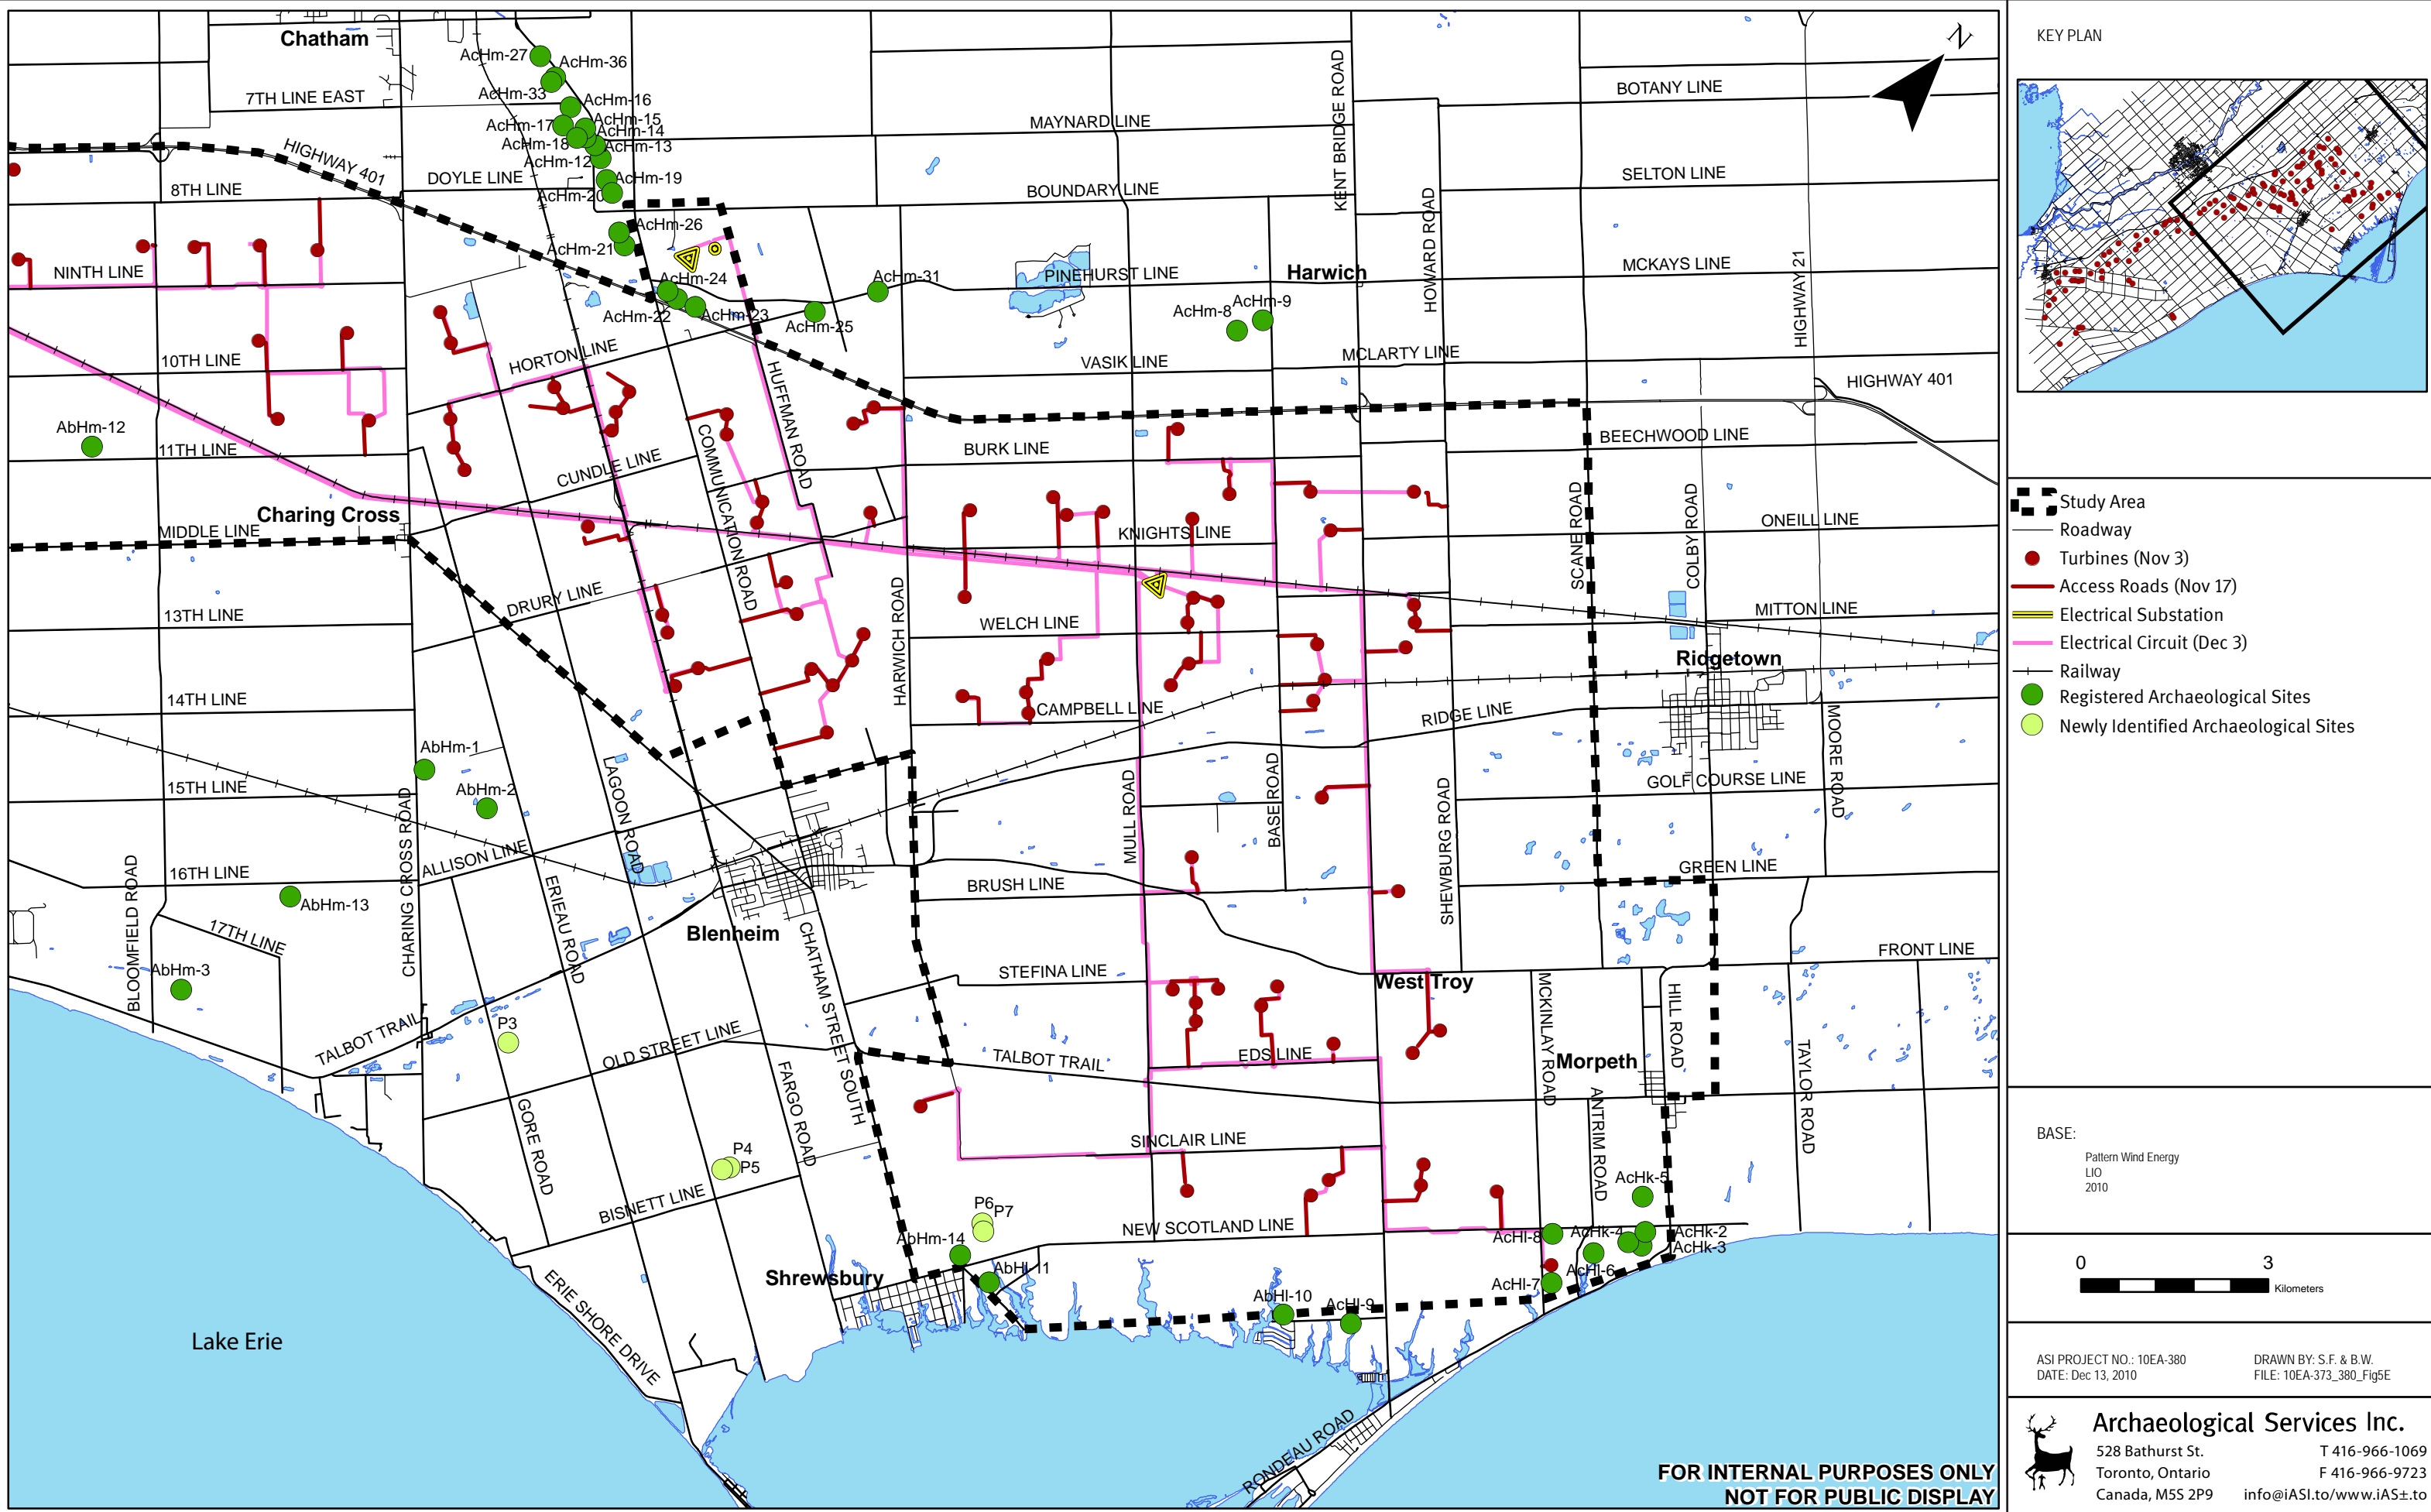 Chatham
AcHm-27
AcHm-36
AcHm-33
7TH LINE EAST
AcHm-16
AcHm-15
AcHm-17
AcHm-14
AcHm-18
AcHm-13
AcHm-12
MAYNARD LINE
KENT BRIDGE ROAD
BOTANY LINE
N
HIGHWAY 401
8TH LINE
DOYLE LINE
AcHm-19
AcHm-20
BOUNDARY LINE
HOWARD ROAD
SELTON LINE
AcHm-26
AcHm-21
NINTH LINE
AcHm-24
AcHm-31
PINEHURST LINE
Harwich
MCKAYS LINE
HIGHWAY 21
AcHm-22
AcHm-23
AcHm-25
AcHm-8
AcHm-9
10TH LINE
HORTON LINE
HUFFMAN ROAD
VASIK LINE
MCLARTY LINE
HIGHWAY 401
AbHm-12
11TH LINE
CUNDLE LINE
COMMUNICATION ROAD
BURK LINE
BEECHWOOD LINE
Charing Cross
MIDDLE LINE
KNIGHTS LINE
SCANE ROAD
COLBY ROAD
ONEILL LINE
DRURY LINE
HARWICH ROAD
13TH LINE
WELCH LINE
MITTON LINE
Ridgetown
14TH LINE
CAMPBELL LINE
RIDGE LINE
MOORE ROAD
AbHm-1
AbHm-2
LAGOON ROAD
15TH LINE
CHARING CROSS ROAD
MULL ROAD
BASE ROAD
SHEWBURG ROAD
GOLF COURSE LINE
ALLISON LINE
16TH LINE
BLOOMFIELD ROAD
AbHm-13
ERIEAU ROAD
BRUSH LINE
GREEN LINE
17TH LINE
Blenheim
CHATHAM STREET SOUTH
AbHm-3
STEFINA LINE
West Troy
FRONT LINE
MCKINLAY ROAD
HILL ROAD
TALBOT TRAIL
P3
OLD STREET LINE
TALBOT TRAIL
EDS LINE
Morpeth
TAYLOR ROAD
GORE ROAD
FARGO ROAD
ANTRIM ROAD
SINCLAIR LINE
P4
P5
BISNETT LINE
AcHk-5
P6
P7
NEW SCOTLAND LINE
AbHm-14
AcHl-8
AcHk-4
AcHk-2
AcHk-3
Shrewsbury
AbHl-11
AcHl-6
AcHl-7
AbHl-10
AcHl-9
ERIE SHORE DRIVE
Lake Erie
RONDEAU ROAD
FOR INTERNAL PURPOSES ONLY
NOT FOR PUBLIC DISPLAY
KEY PLAN
Study Area
Roadway
Turbines (Nov 3)
Access Roads (Nov 17)
Electrical Substation
Electrical Circuit (Dec 3)
Railway
Registered Archaeological Sites
Newly Identified Archaeological Sites
BASE:
Pattern Wind Energy
LIO
2010
0 3
Kilometers
ASI PROJECT NO.: 10EA-380 DRAWN BY: S.F. & B.W.
DATE: Dec 13, 2010 FILE: 10EA-373_380_Fig5E
Archaeological Services Inc.
528 Bathurst St. T 416-966-1069
Toronto, Ontario F 416-966-9723
Canada, M5S 2P9 info@iASI.to/www.iAS±.to